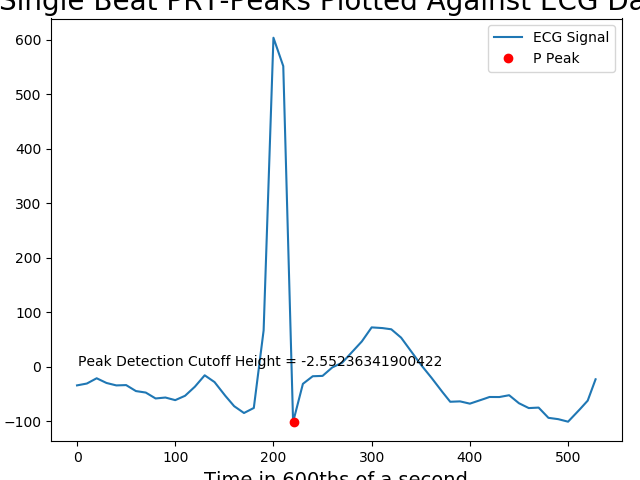 Single Beat PRT-Peaks Plotted Against ECG Da
600
500
400
300
200
100
0
−100
ECG Signal
P Peak
Peak Detection Cutoff Height = -2.55236341900422
0 100 200 300 400 500
Time in 600ths of a second